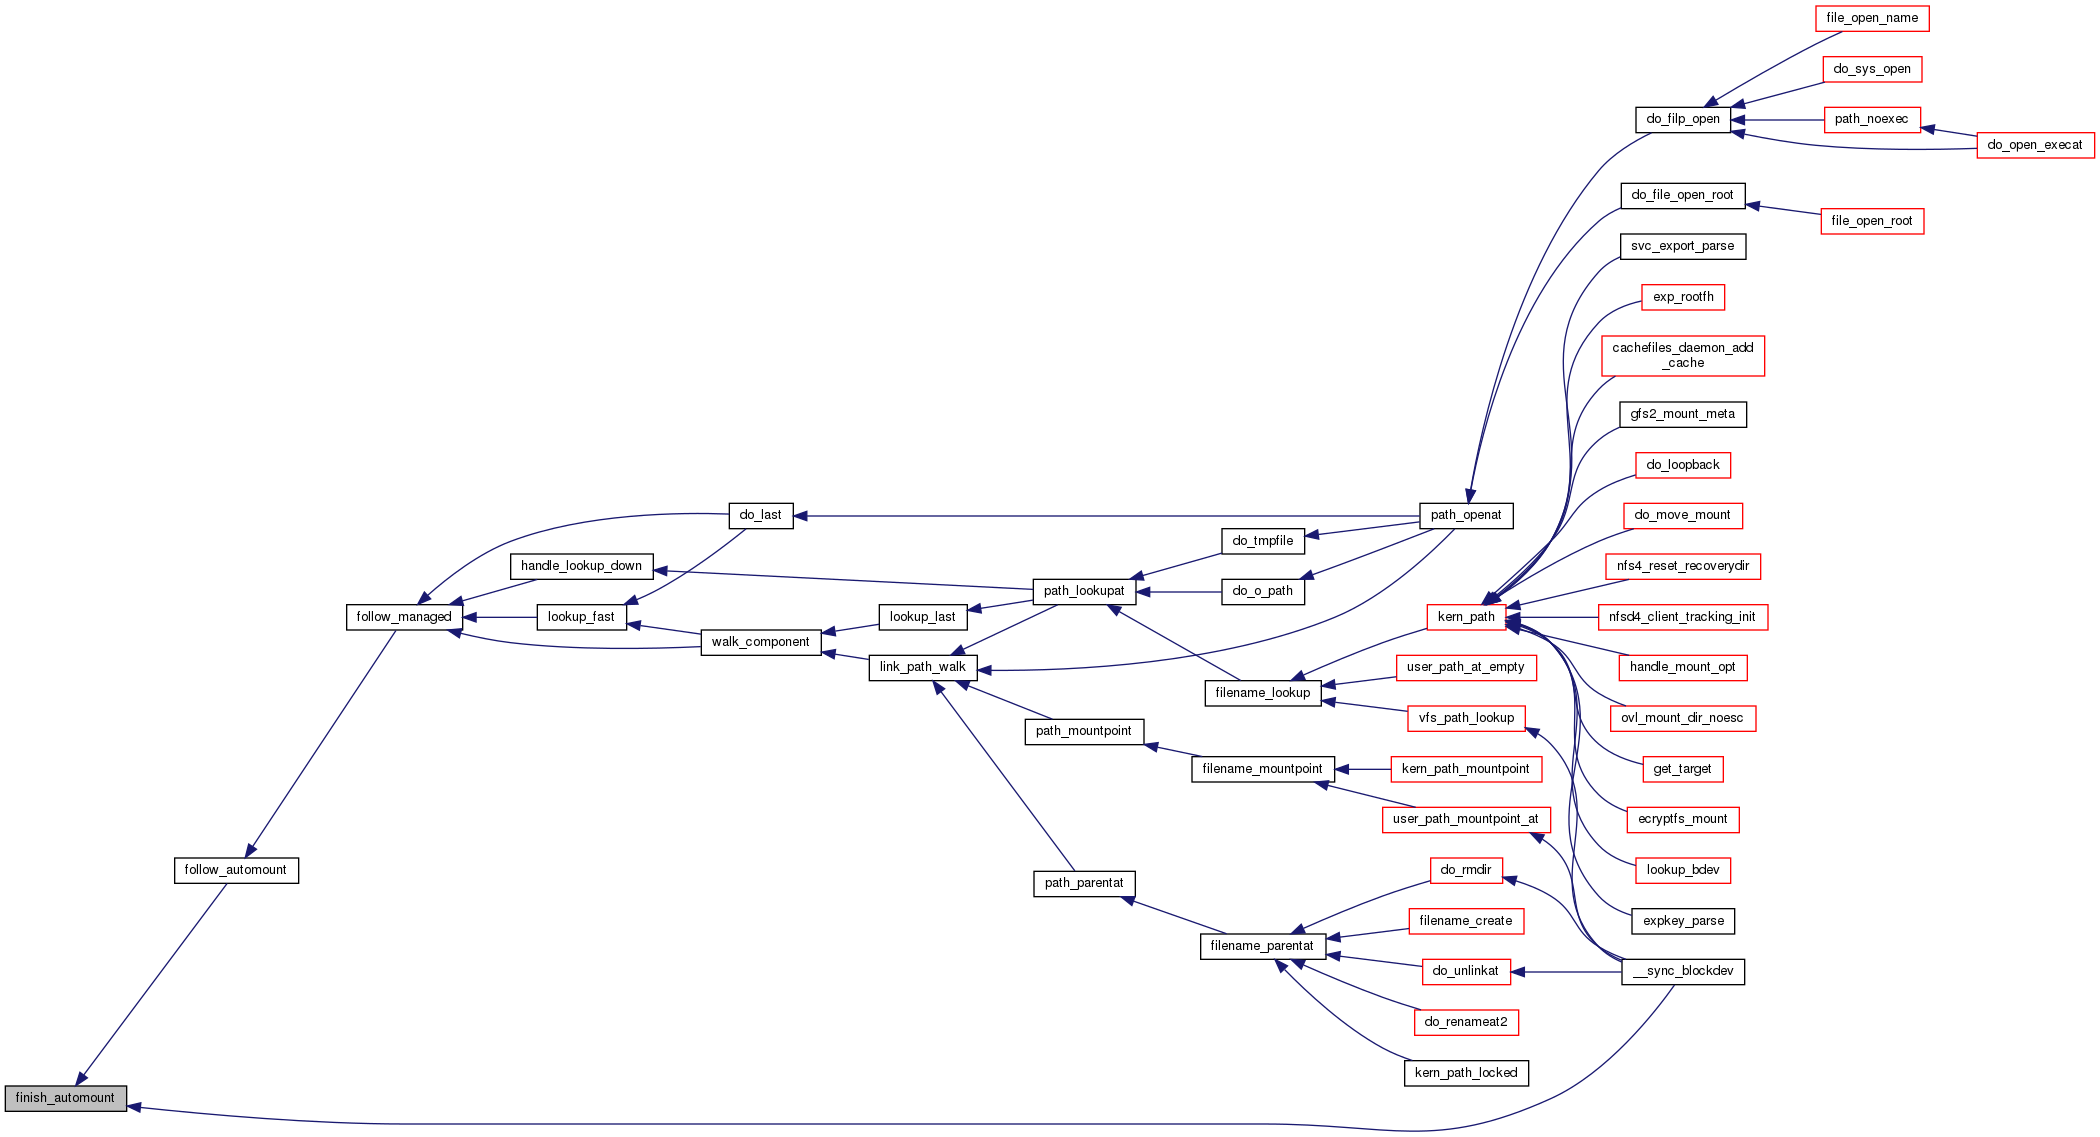 file_open_name
do_sys_open
do_filp_open
path_noexec
do_open_execat
do_file_open_root
file_open_root
svc_export_parse
exp_rootfh
cachefiles_daemon_add
_cache
gfs2_mount_meta
do_loopback
do_last
path_openat
do_move_mount
do_tmpfile
handle_lookup_down
nfs4_reset_recoverydir
path_lookupat
do_o_path
follow_managed
lookup_fast
lookup_last
kern_path
nfsd4_client_tracking_init
walk_component
link_path_walk
user_path_at_empty
handle_mount_opt
filename_lookup
vfs_path_lookup
ovl_mount_dir_noesc
path_mountpoint
filename_mountpoint
kern_path_mountpoint
get_target
user_path_mountpoint_at
ecryptfs_mount
follow_automount
do_rmdir
lookup_bdev
path_parentat
filename_create
expkey_parse
filename_parentat
do_unlinkat
__sync_blockdev
do_renameat2
kern_path_locked
finish_automount